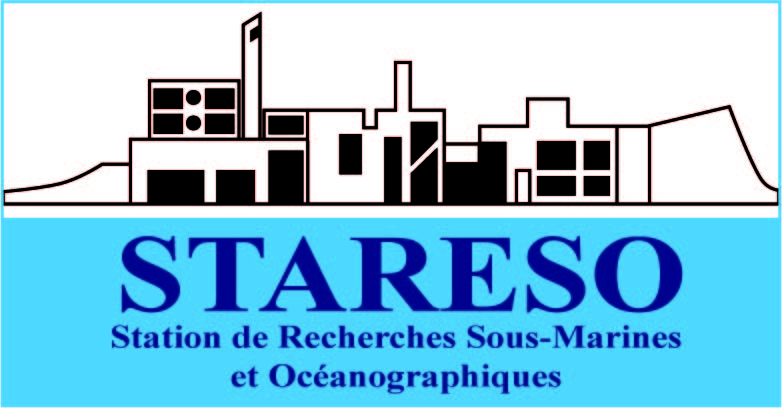 STARESO
Station de Recherches Sous-Marines
et Océanographiques